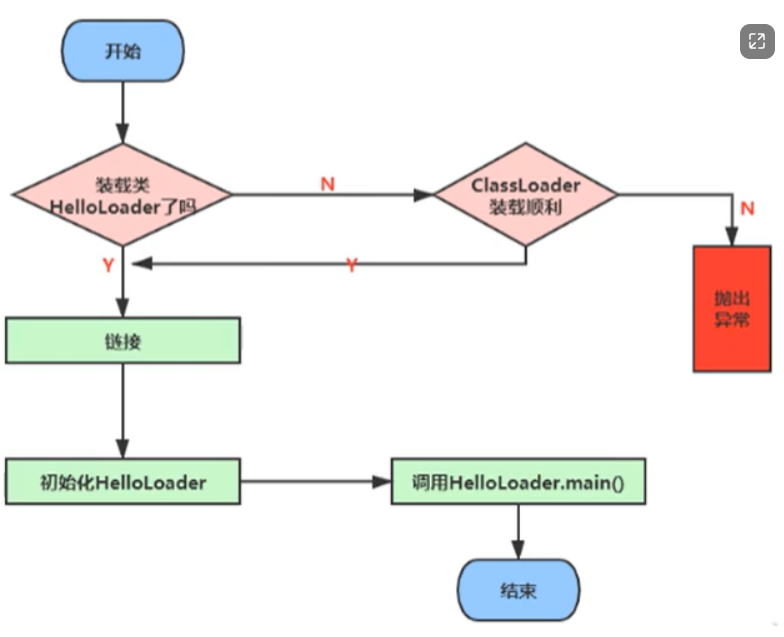 开始
装载类
HelloLoader了吗
N
ClassLoader
装载顺利
N
Y
Y
抛出
异常
链接
初始化HelloLoader
调用HelloLoader.main()
结束